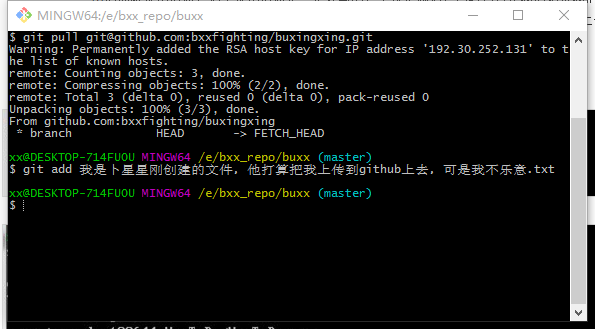 MINGW64:/e/bxx_repo/buxx
$ git pull git@github.com:bxxfighting/buxingxing.git
Warning: Permanently added the RSA host key for IP address '192.30.252.131' to t
he list of known hosts.
remote: Counting objects: 3, done.
remote: Compressing objects: 100% (2/2), done.
remote: Total 3 (delta 0), reused 0 (delta 0), pack-reused 0
Unpacking objects: 100% (3/3), done.
From github.com:bxxfighting/buxingxing
 * branch            HEAD       -> FETCH_HEAD
xx@DESKTOP-714FUOU MINGW64 /e/bxx_repo/buxx (master)
$ git add 我是卜星星刚创建的文件, 他打算把我上传到github上去, 可是我不乐意.txt
xx@DESKTOP-714FUOU MINGW64 /e/bxx_repo/buxx (master)
$